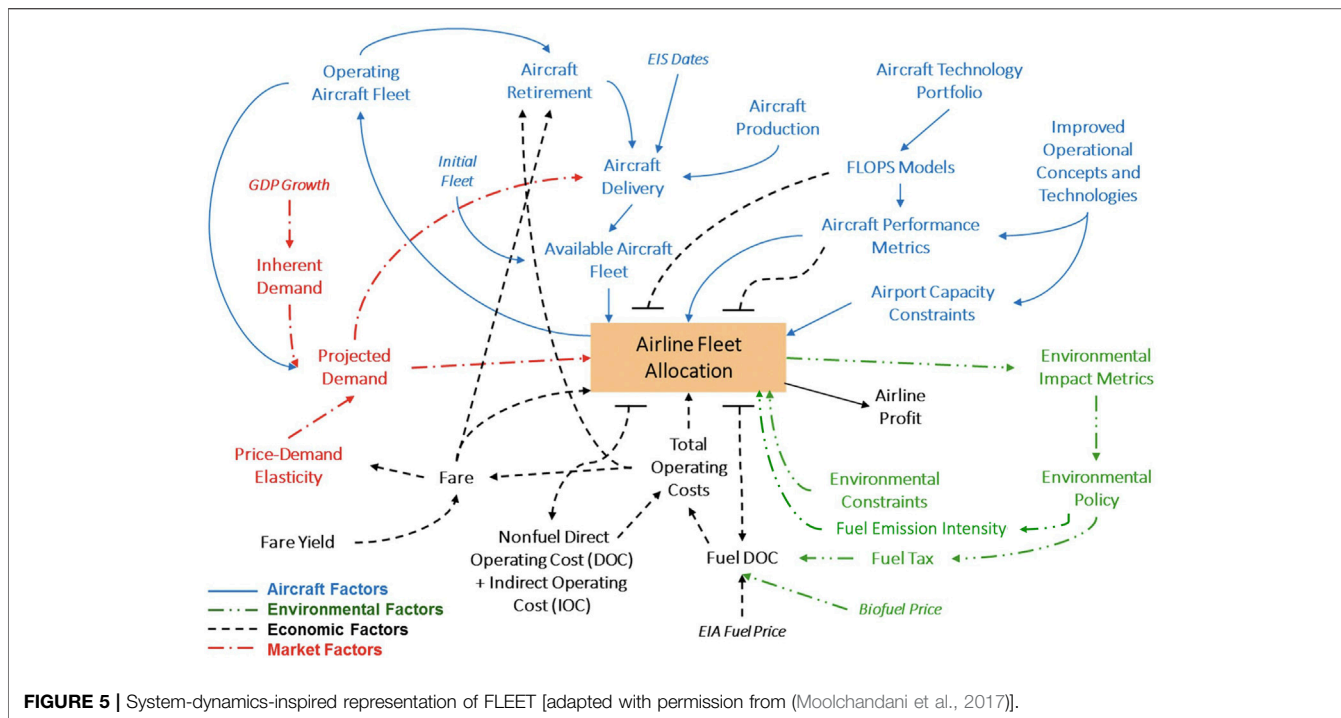 Operating
Aircraft Fleet
Aircraft
Retirement
EIS Dates
Aircraft Technology
Portfolio
Aircraft
Production
Improved
Operational
Concepts and
Technologies
Initial
Fleet
Aircraft
Delivery
FLOPS Models
GDP Growth
Aircraft Performance
Metrics
Available Aircraft
Fleet
Inherent
Demand
Airport Capacity
Constraints
Projected
Demand
Airline Fleet
Allocation
Environmental
Impact Metrics
Airline
Profit
Price-Demand
Elasticity
Fare
Total
Operating
Costs
Environmental
Constraints
Environmental
Policy
Fuel Emission Intensity
Fare Yield
Nonfuel Direct
Operating Cost (DOC)
+ Indirect Operating
Cost (IOC)
Fuel DOC
Fuel Tax
Biofuel Price
EIA Fuel Price
Aircraft Factors
Environmental Factors
Economic Factors
Market Factors
FIGURE 5 | System-dynamics-inspired representation of FLEET [adapted with permission from (Moolchandani et al., 2017)].